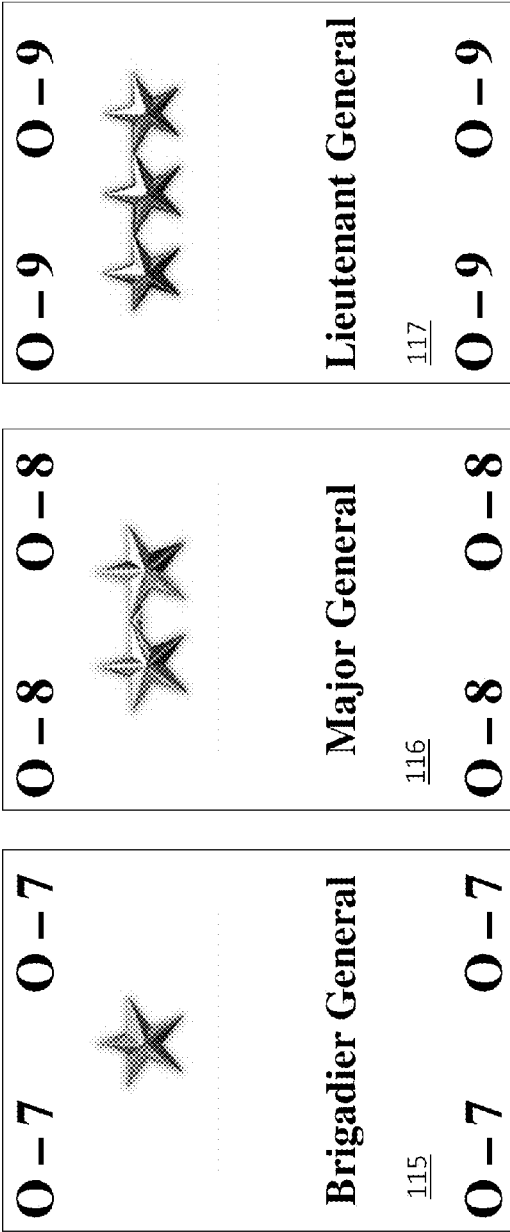 O – 7 O – 7
Brigadier General
115
O – 7 O – 7
O – 8 O – 8
Major General
116
O – 8 O – 8
O – 9 O – 9
Lieutenant General
117
O – 9 O – 9